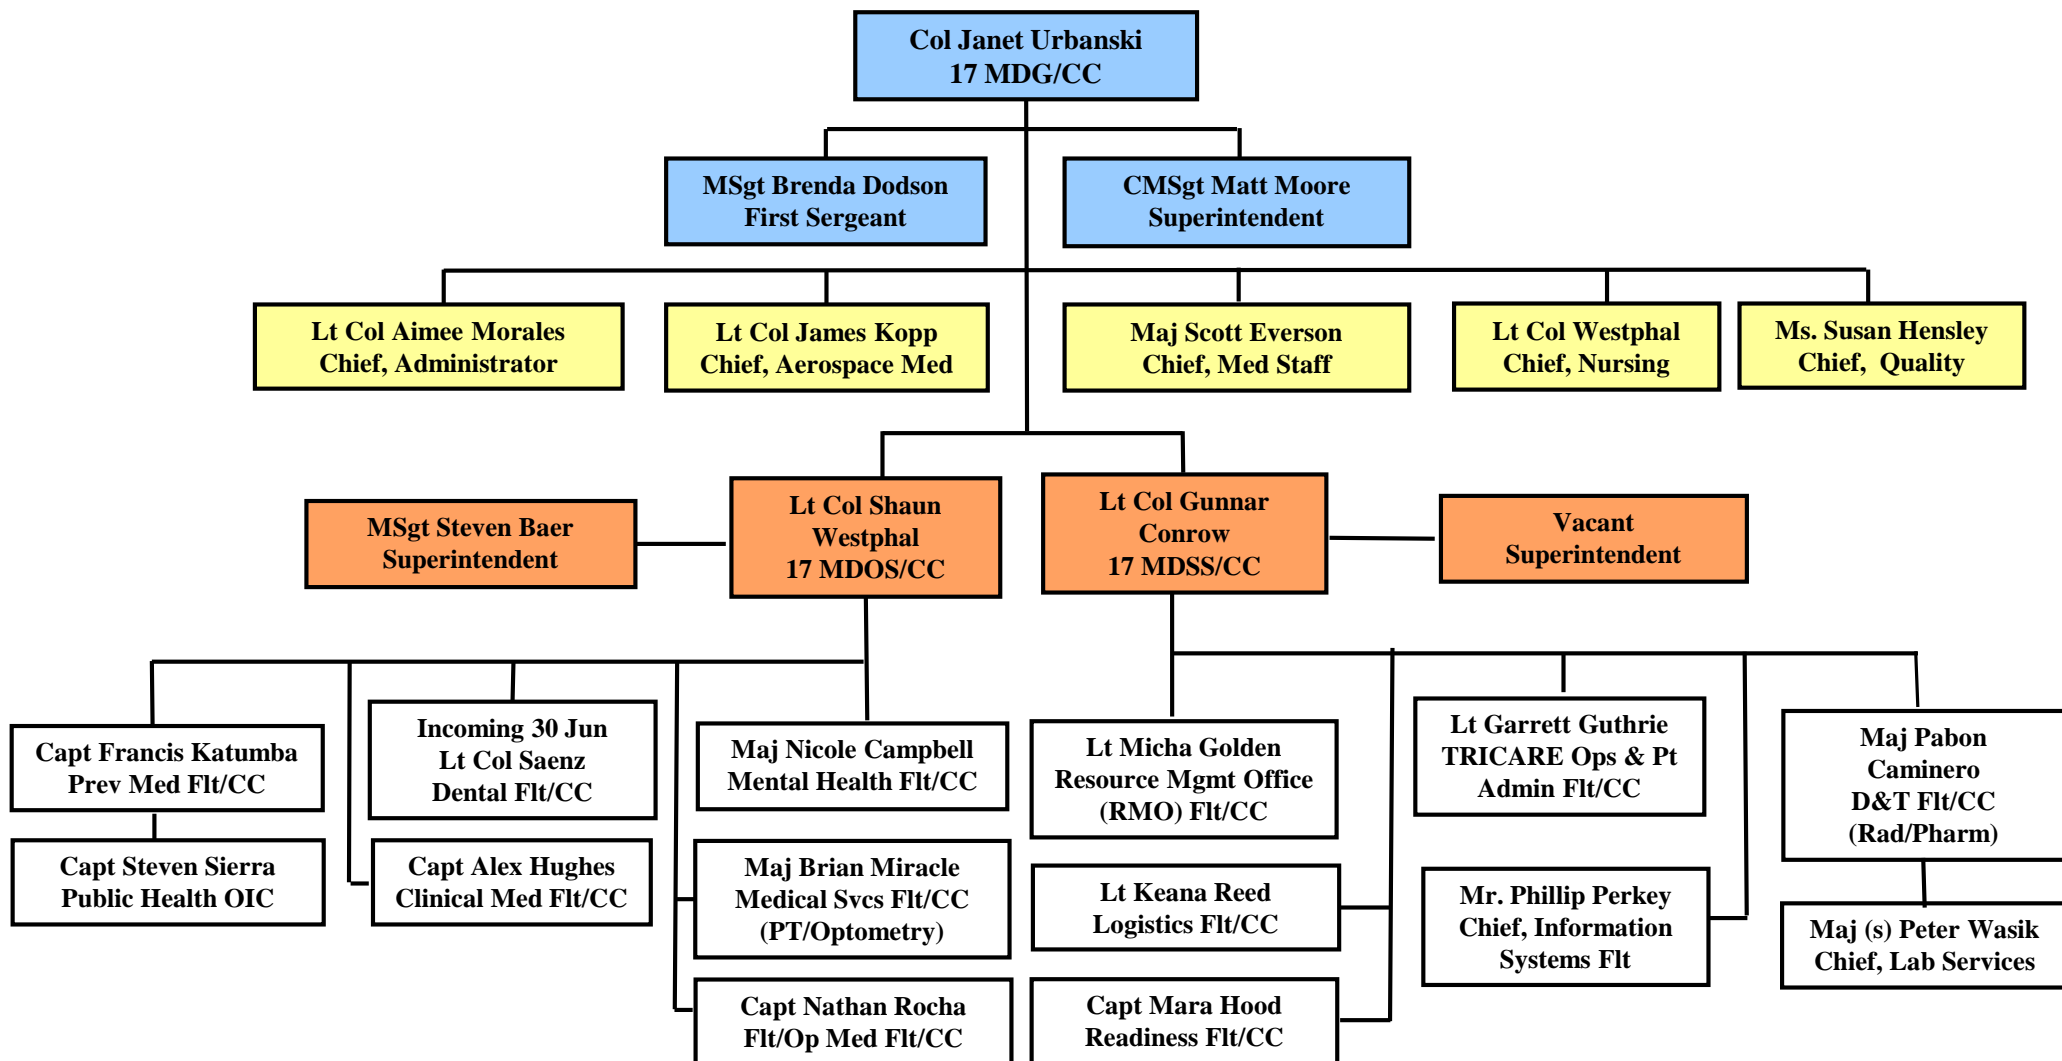 Col Janet Urbanski
17 MDG/CC
MSgt Brenda Dodson
First Sergeant
CMSgt Matt Moore
Superintendent
Lt Col Aimee Morales
Chief, Administrator
Lt Col James Kopp
Chief, Aerospace Med
Maj Scott Everson
Chief, Med Staff
Lt Col Westphal
Chief, Nursing
Ms. Susan Hensley
Chief,  Quality
MSgt Steven Baer
Superintendent
Lt Col Shaun
Westphal
17 MDOS/CC
Lt Col Gunnar
Conrow
17 MDSS/CC
Vacant
Superintendent
Capt Francis Katumba
Prev Med Flt/CC
Incoming 30 Jun
Lt Col Saenz
Dental Flt/CC
Maj Nicole Campbell
Mental Health Flt/CC
Lt Micha Golden
Resource Mgmt Office
(RMO) Flt/CC
Lt Garrett Guthrie
TRICARE Ops & Pt
Admin Flt/CC
Maj Pabon
Caminero
D&T Flt/CC
(Rad/Pharm)
Capt Steven Sierra
Public Health OIC
Capt Alex Hughes
Clinical Med Flt/CC
Maj Brian Miracle
Medical Svcs Flt/CC
(PT/Optometry)
Lt Keana Reed
Logistics Flt/CC
Mr. Phillip Perkey
Chief, Information
Systems Flt
Maj (s) Peter Wasik
Chief, Lab Services
Capt Nathan Rocha
Flt/Op Med Flt/CC
Capt Mara Hood
Readiness Flt/CC